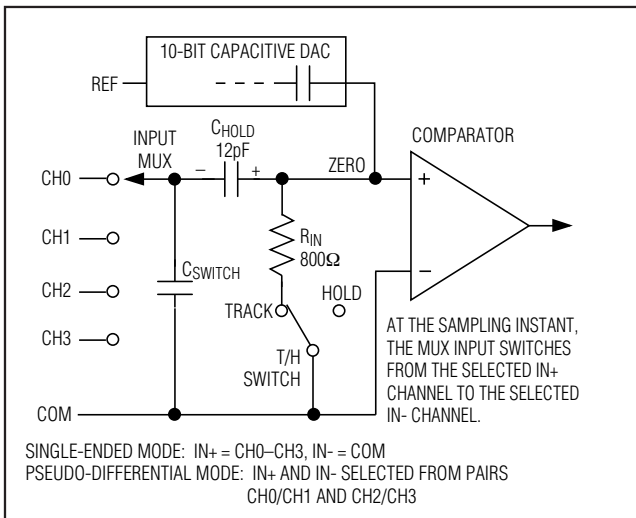 10-BIT CAPACITIVE DAC
REF
C_HOLD
12pF
INPUT
MUX
COMPARATOR
− +
ZERO
+
CH0
CH1
R_IN
800Ω
C_SWITCH
−
CH2
HOLD
TRACK
CH3
T/H
SWITCH
AT THE SAMPLING INSTANT,
THE MUX INPUT SWITCHES
FROM THE SELECTED IN+
CHANNEL TO THE SELECTED
IN- CHANNEL.
COM
SINGLE-ENDED MODE: IN+ = CH0–CH3, IN- = COM
PSEUDO-DIFFERENTIAL MODE: IN+ AND IN- SELECTED FROM PAIRS
CH0/CH1 AND CH2/CH3